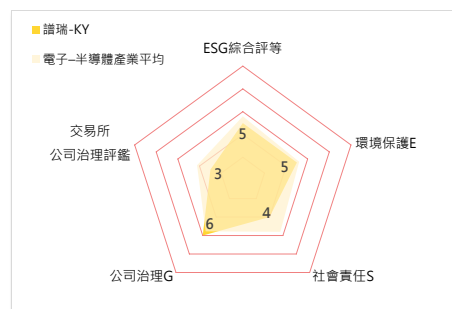 譜瑞-KY
電子–半導體產業平均
ESG綜合評等
5
環境保護E
5
社會責任S
4
公司治理G
6
交易所
公司治理評鑑
3